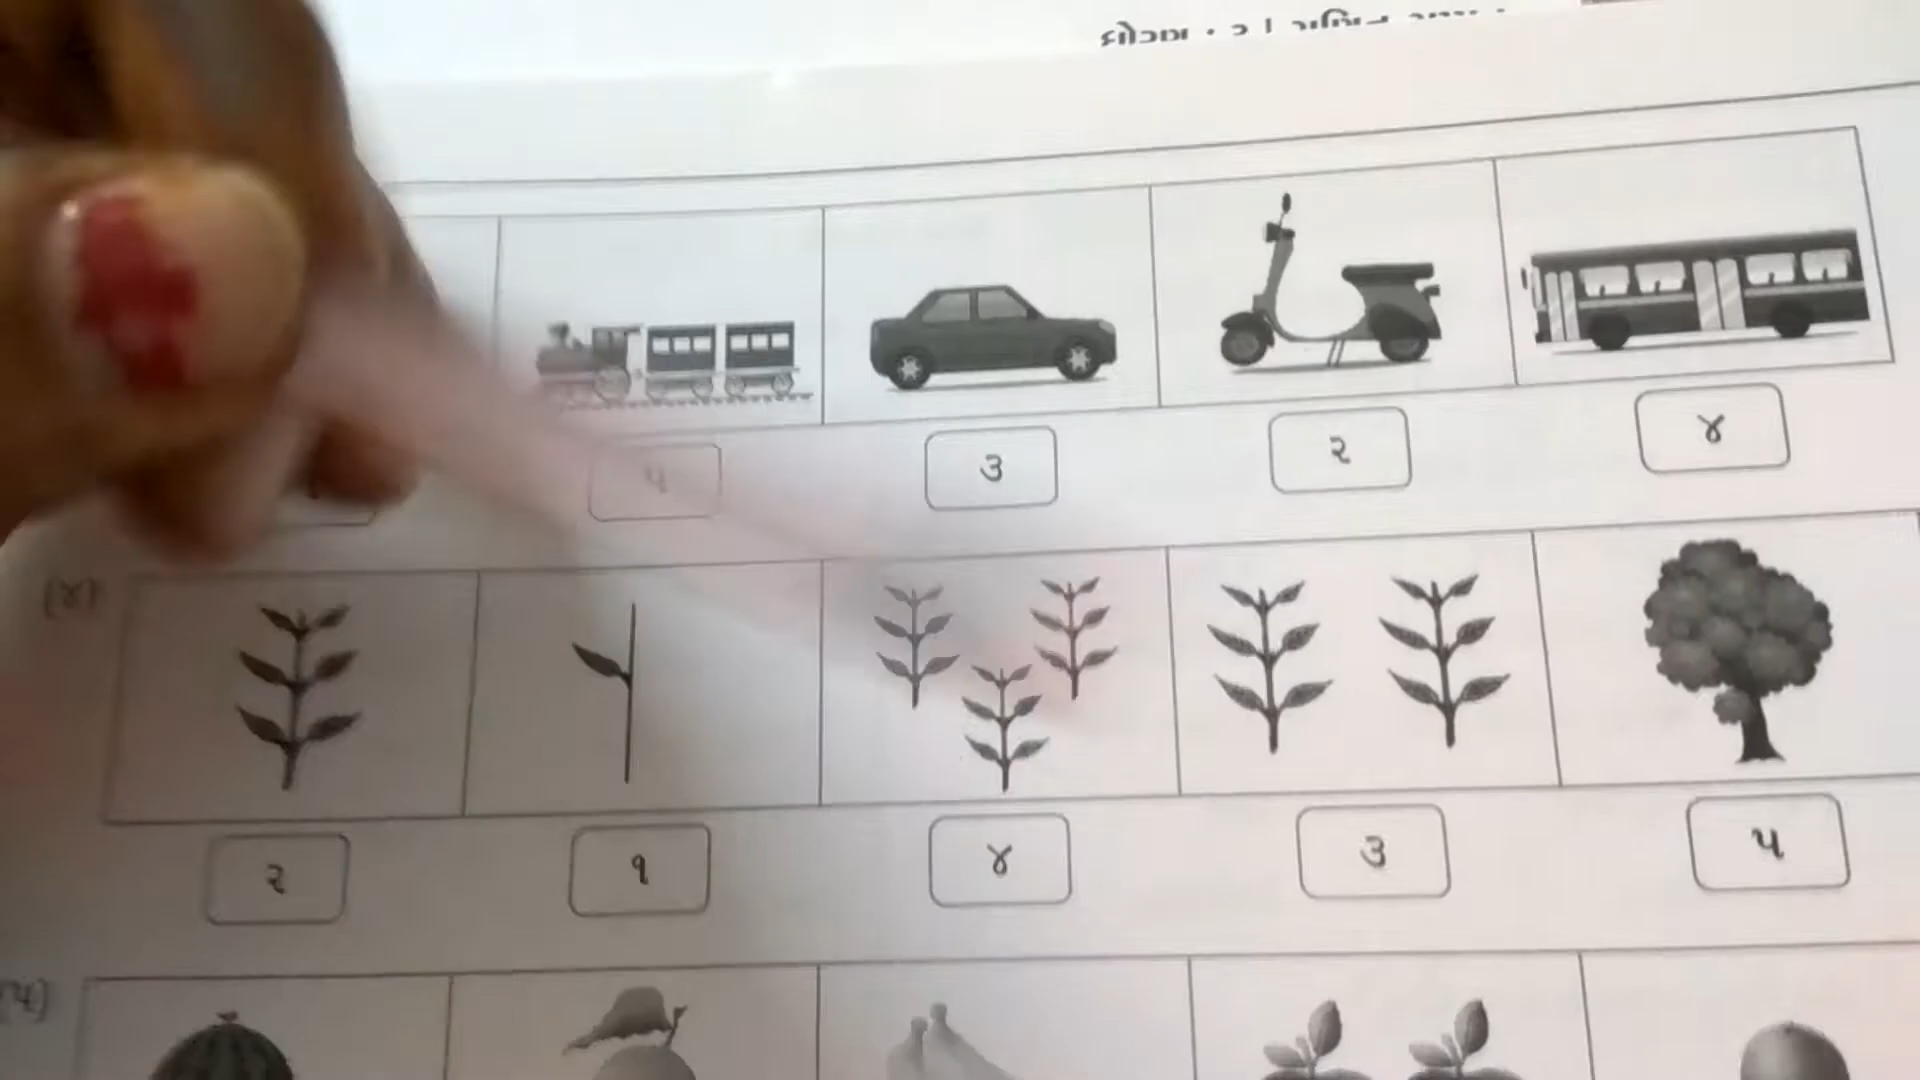 ૫ ૩ ૨ ૪
(૪)
૨ ૧ ૪ ૩ ૫
(૫)